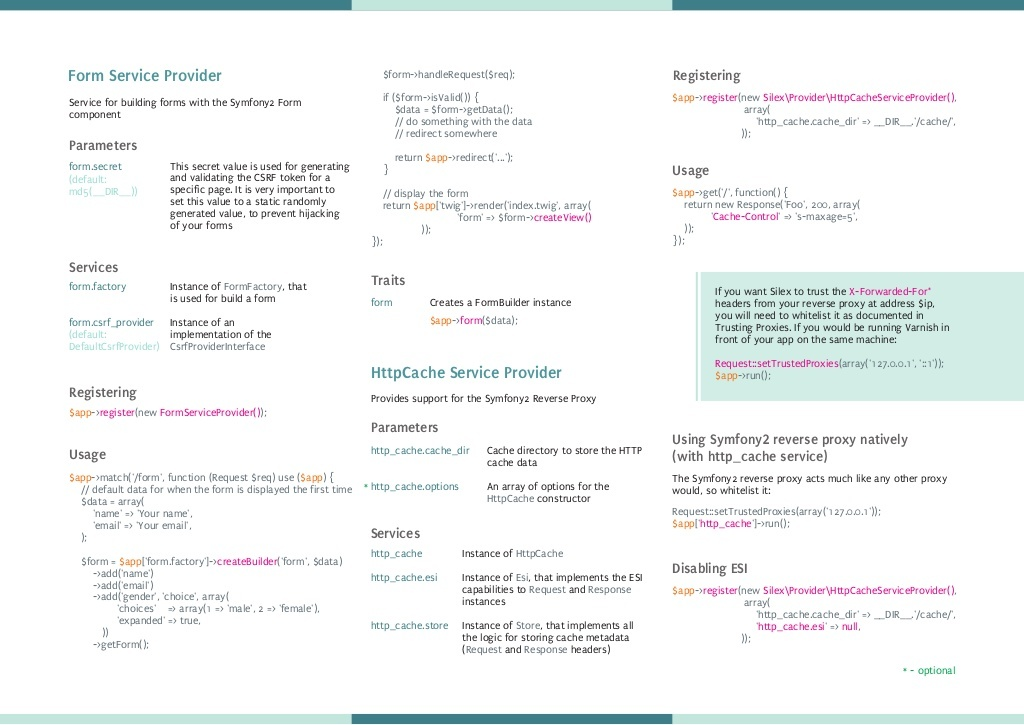 Form Service Provider
Service for building forms with the Symfony2 Form
component
Parameters
form.secret
(default:
md5(__DIR__))
This secret value is used for generating
and validating the CSRF token for a
specific page. It is very important to
set this value to a static randomly
generated value, to prevent hijacking
of your forms
Services
form.factory
Instance of FormFactory, that
is used for build a form
form.csrf_provider
(default:
DefaultCsrfProvider)
Instance of an
implementation of the
CsrfProviderInterface
Registering
$app->register(new FormServiceProvider());
Usage
$app->match('/form', function (Request $req) use ($app) {
// default data for when the form is displayed the first time
$data = array(
'name' => 'Your name',
'email' => 'Your email',
);
$form = $app['form.factory']->createBuilder('form', $data)
->add('name')
->add('email')
->add('gender', 'choice', array(
'choices' => array(1 => 'male', 2 => 'female'),
'expanded' => true,
))
->getForm();
$form->handleRequest($req);
if ($form->isValid()) {
$data = $form->getData();
// do something with the data
// redirect somewhere
return $app->redirect('...');
}
// display the form
return $app['twig']->render('index.twig', array(
'form' => $form->createView()
));
});
Traits
form
Creates a FormBuilder instance
$app->form($data);
HttpCache Service Provider
Provides support for the Symfony2 Reverse Proxy
Parameters
http_cache.cache_dir
Cache directory to store the HTTP
cache data
* http_cache.options
An array of options for the
HttpCache constructor
Services
http_cache
Instance of HttpCache
http_cache.esi
Instance of Esi, that implements the ESI
capabilities to Request and Response
instances
http_cache.store
Instance of Store, that implements all
the logic for storing cache metadata
(Request and Response headers)
Registering
$app->register(new Silex\Provider\HttpCacheServiceProvider(),
array(
'http_cache.cache_dir' => __DIR__.'/cache/',
));
Usage
$app->get('/', function() {
return new Response('Foo', 200, array(
'Cache-Control' => 's-maxage=5',
));
});
If you want Silex to trust the X-Forwarded-For*
headers from your reverse proxy at address $ip,
you will need to whitelist it as documented in
Trusting Proxies. If you would be running Varnish in
front of your app on the same machine:
Request::setTrustedProxies(array('127.0.0.1', '::1'));
$app->run();
Using Symfony2 reverse proxy natively
(with http_cache service)
The Symfony2 reverse proxy acts much like any other proxy
would, so whitelist it:
Request::setTrustedProxies(array('127.0.0.1'));
$app['http_cache']->run();
Disabling ESI
$app->register(new Silex\Provider\HttpCacheServiceProvider(),
array(
'http_cache.cache_dir' => __DIR__.'/cache/',
'http_cache.esi' => null,
));
* - optional